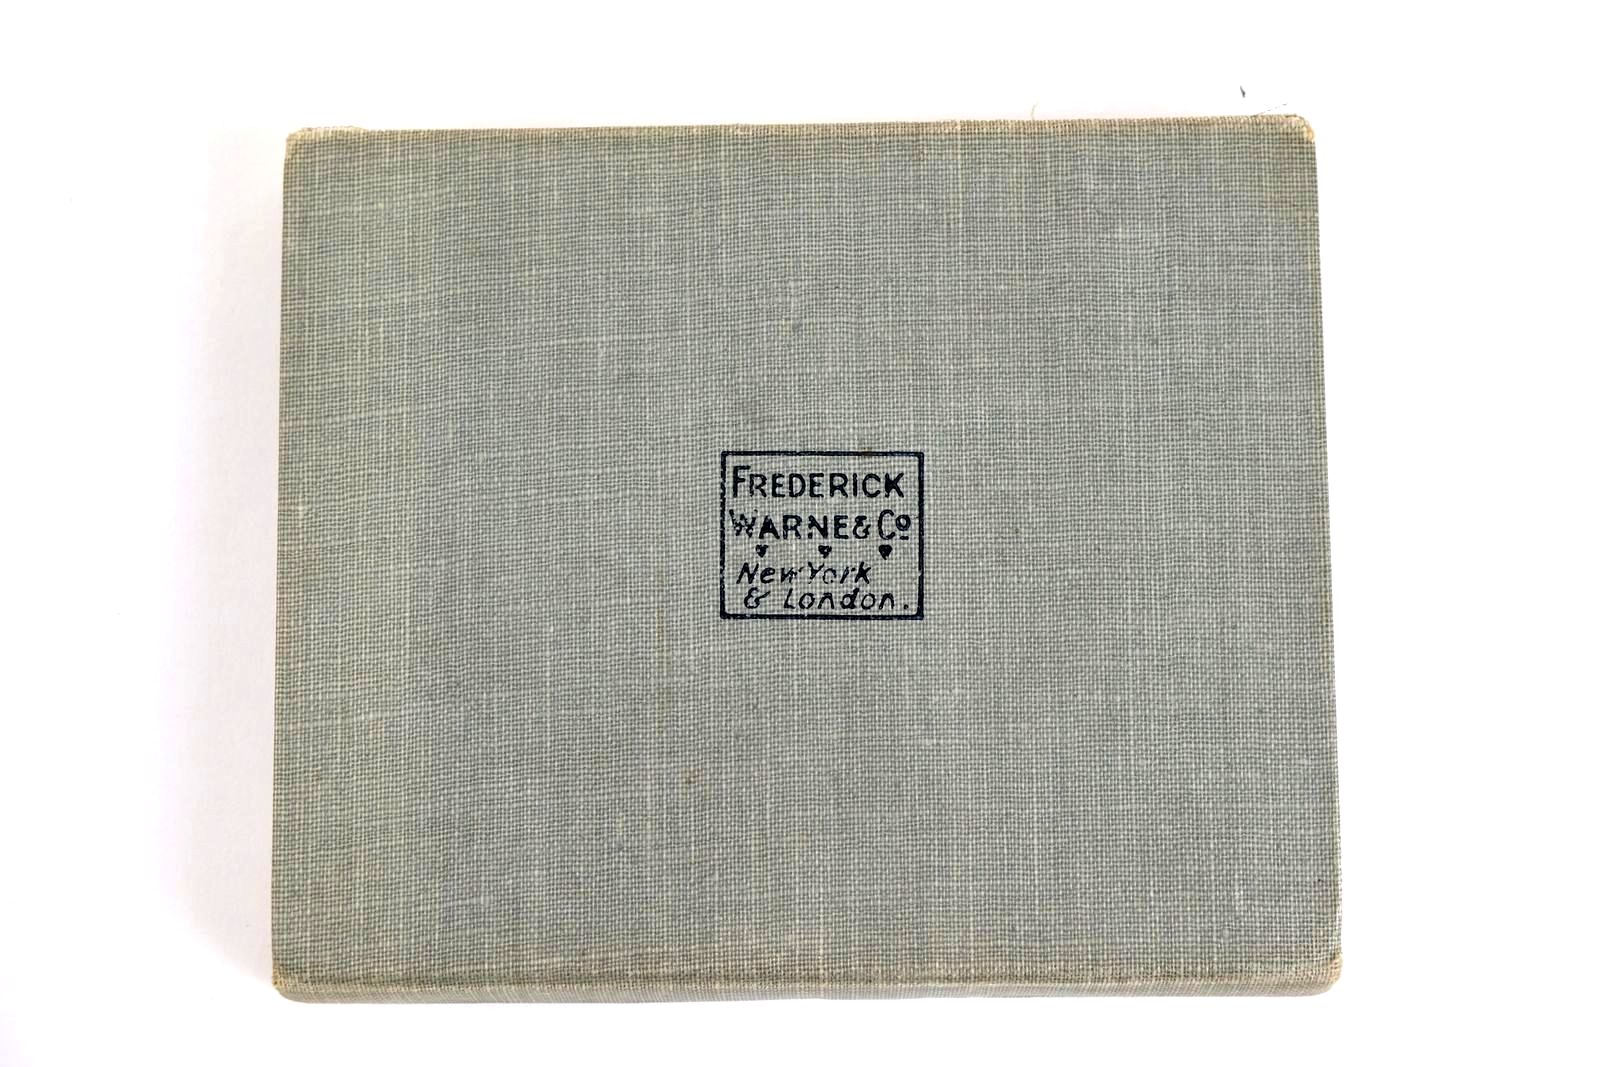 FREDERICK
WARNE & Co
New York
& London.